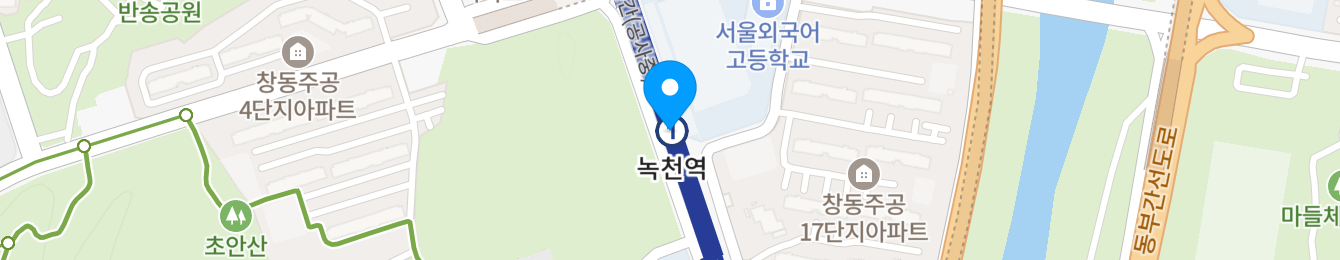 반송공원
창동주공
4단지아파트
초안산
녹천역
서울외국어
고등학교
창동주공
17단지아파트
동부간선도로
마들체